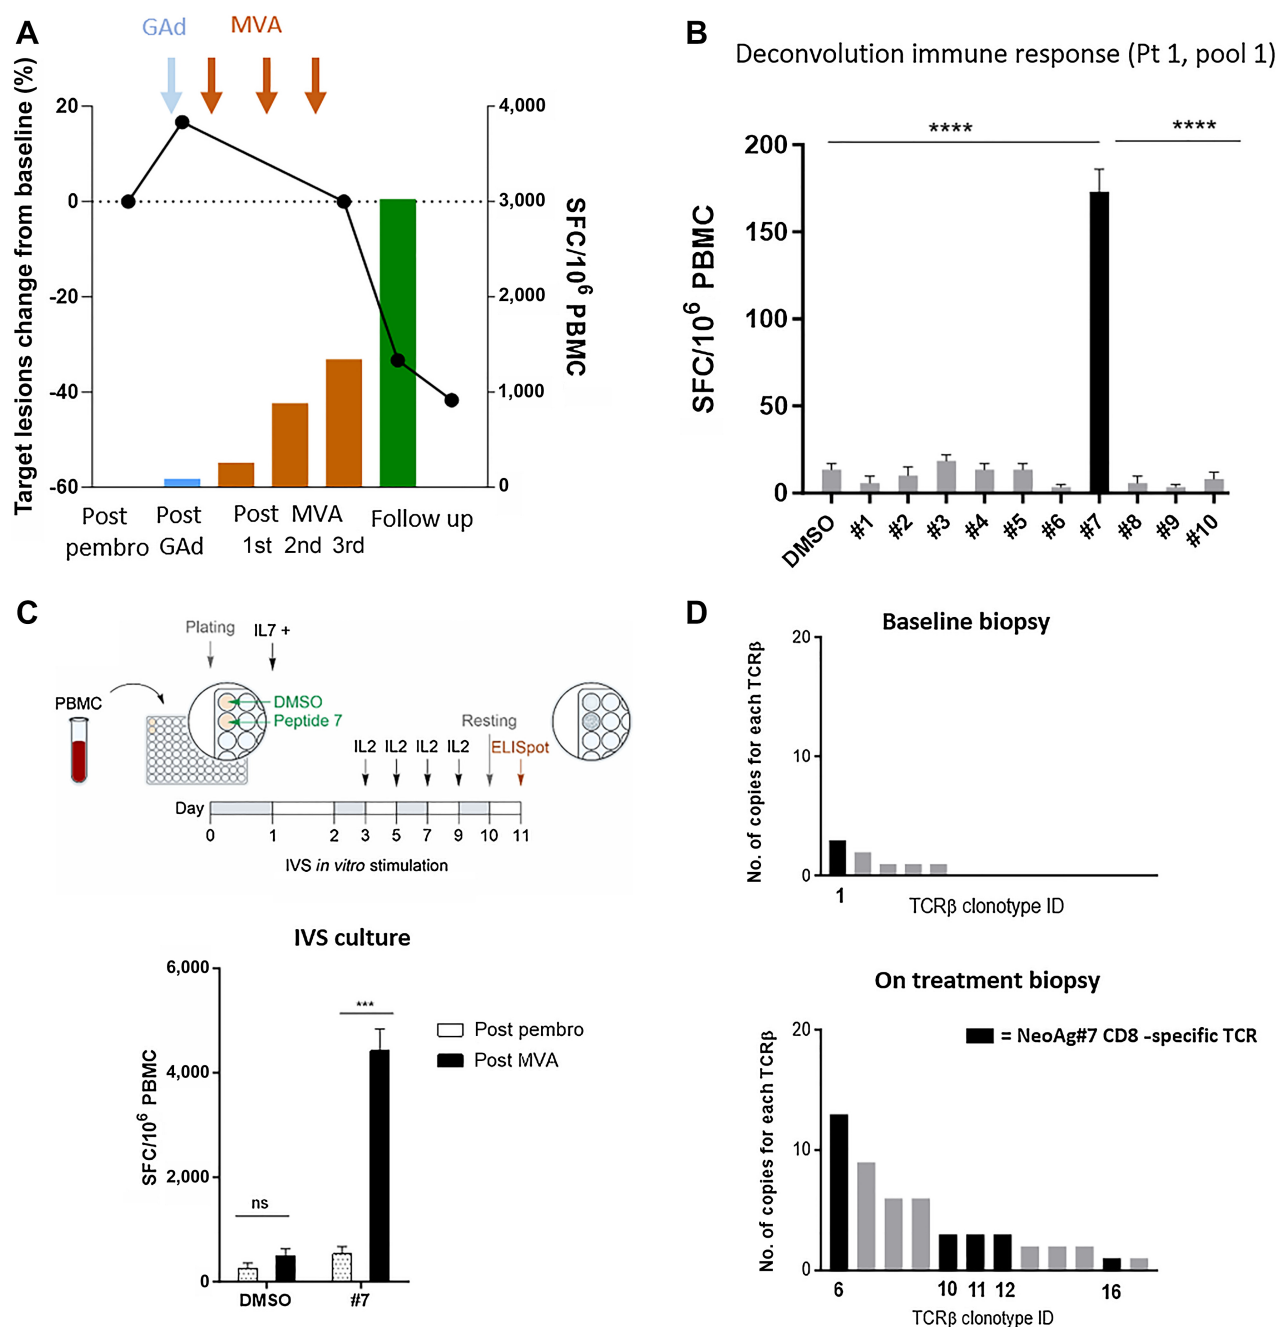 A
GAd
MVA
Target lesions change from baseline (%)
20
0
-20
-40
-60
4,000
3,000
2,000
1,000
0
SFC/10⁶ PBMC
Post pembro
Post GAd
Post MVA
1st 2nd 3rd
Follow up
B
Deconvolution immune response (Pt 1, pool 1)
****
****
SFC/10⁶ PBMC
200
150
100
50
0
DMSO
#1
#2
#3
#4
#5
#6
#7
#8
#9
#10
C
Plating
IL7 +
PBMC
DMSO
Peptide 7
Resting
IL2 IL2 IL2 IL2
ELISpot
Day
0 1 2 3 5 7 9 10 11
IVS in vitro stimulation
IVS culture
SFC/10⁶ PBMC
6,000
4,000
2,000
0
ns
***
DMSO
#7
Post pembro
Post MVA
D
Baseline biopsy
No. of copies for each TCRβ
20
10
0
1
TCRβ clonotype ID
On treatment biopsy
No. of copies for each TCRβ
20
10
0
= NeoAg#7 CD8 -specific TCR
6 10 11 12 16
TCRβ clonotype ID